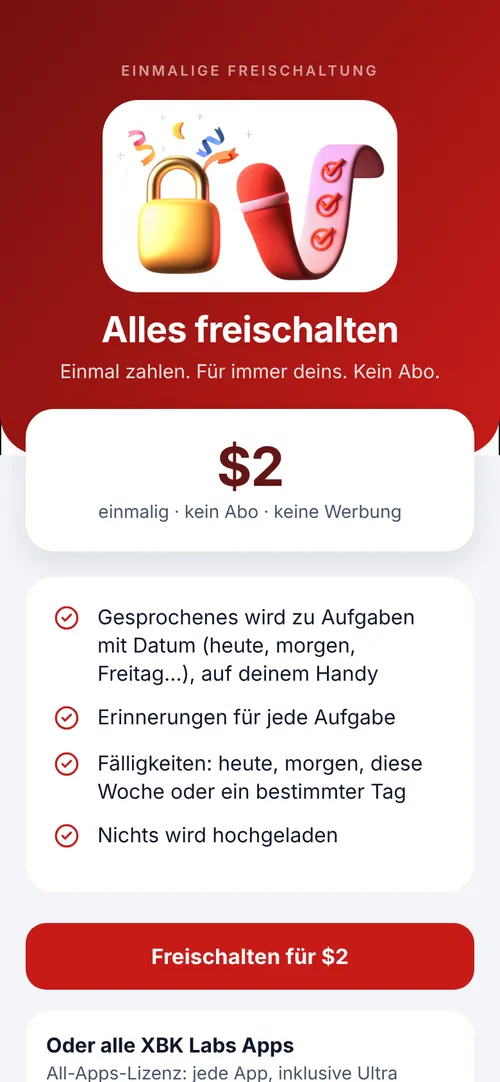 EINMALIGE FREISCHALTUNG
Alles freischalten
Einmal zahlen. Für immer deins. Kein Abo.
$2
einmalig · kein Abo · keine Werbung
Gesprochenes wird zu Aufgaben
mit Datum (heute, morgen,
Freitag…), auf deinem Handy
Erinnerungen für jede Aufgabe
Fälligkeiten: heute, morgen, diese
Woche oder ein bestimmter Tag
Nichts wird hochgeladen
Freischalten für $2
Oder alle XBK Labs Apps
All-Apps-Lizenz: jede App, inklusive Ultra